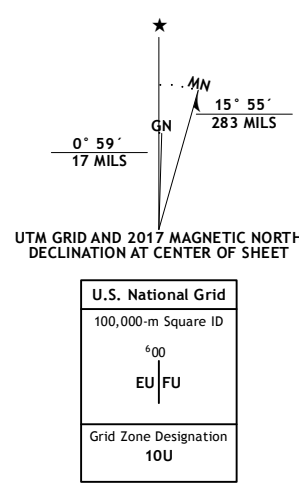 ★
MN
GN
15° 55´
283 MILS
0° 59´
17 MILS
UTM GRID AND 2017 MAGNETIC NORTH
DECLINATION AT CENTER OF SHEET
U.S. National Grid
100,000-m Square ID
⁶00
EU FU
Grid Zone Designation
10U